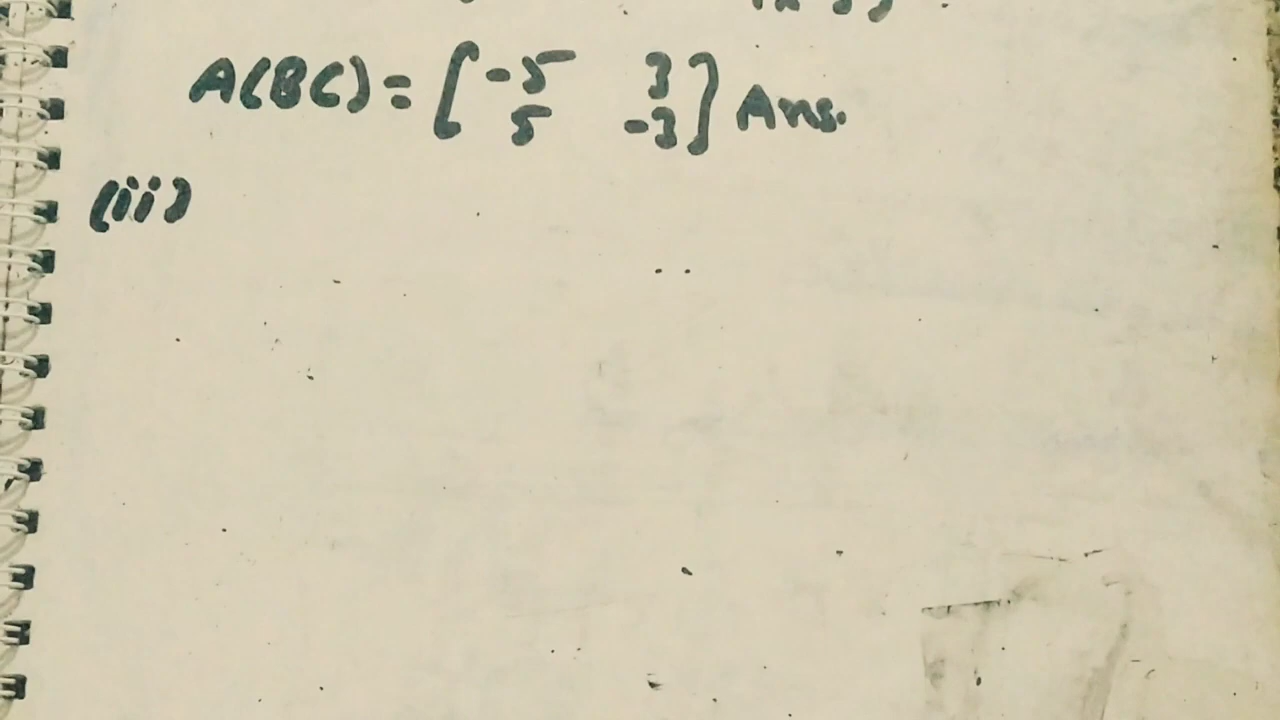 A(BC) = [ -5 3
5 -3 ] Ans.
(ii)